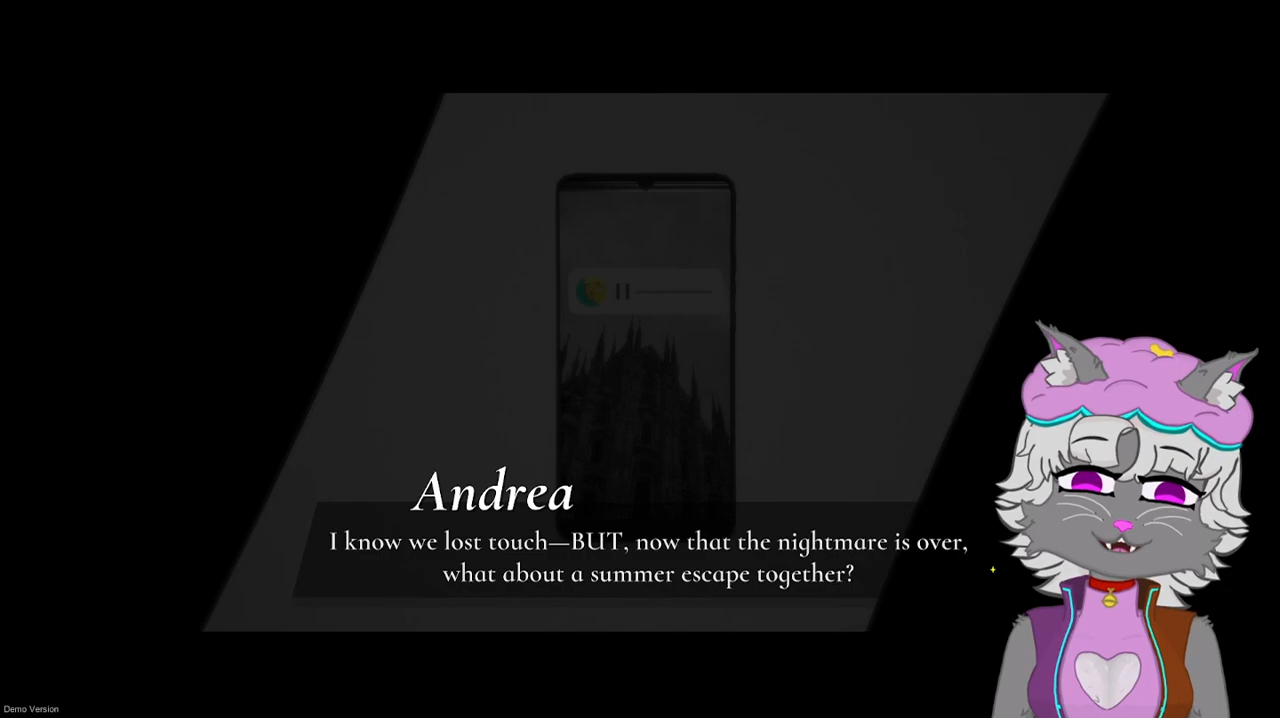 Andrea
I know we lost touch—BUT, now that the nightmare is over,
what about a summer escape together?
Demo Version